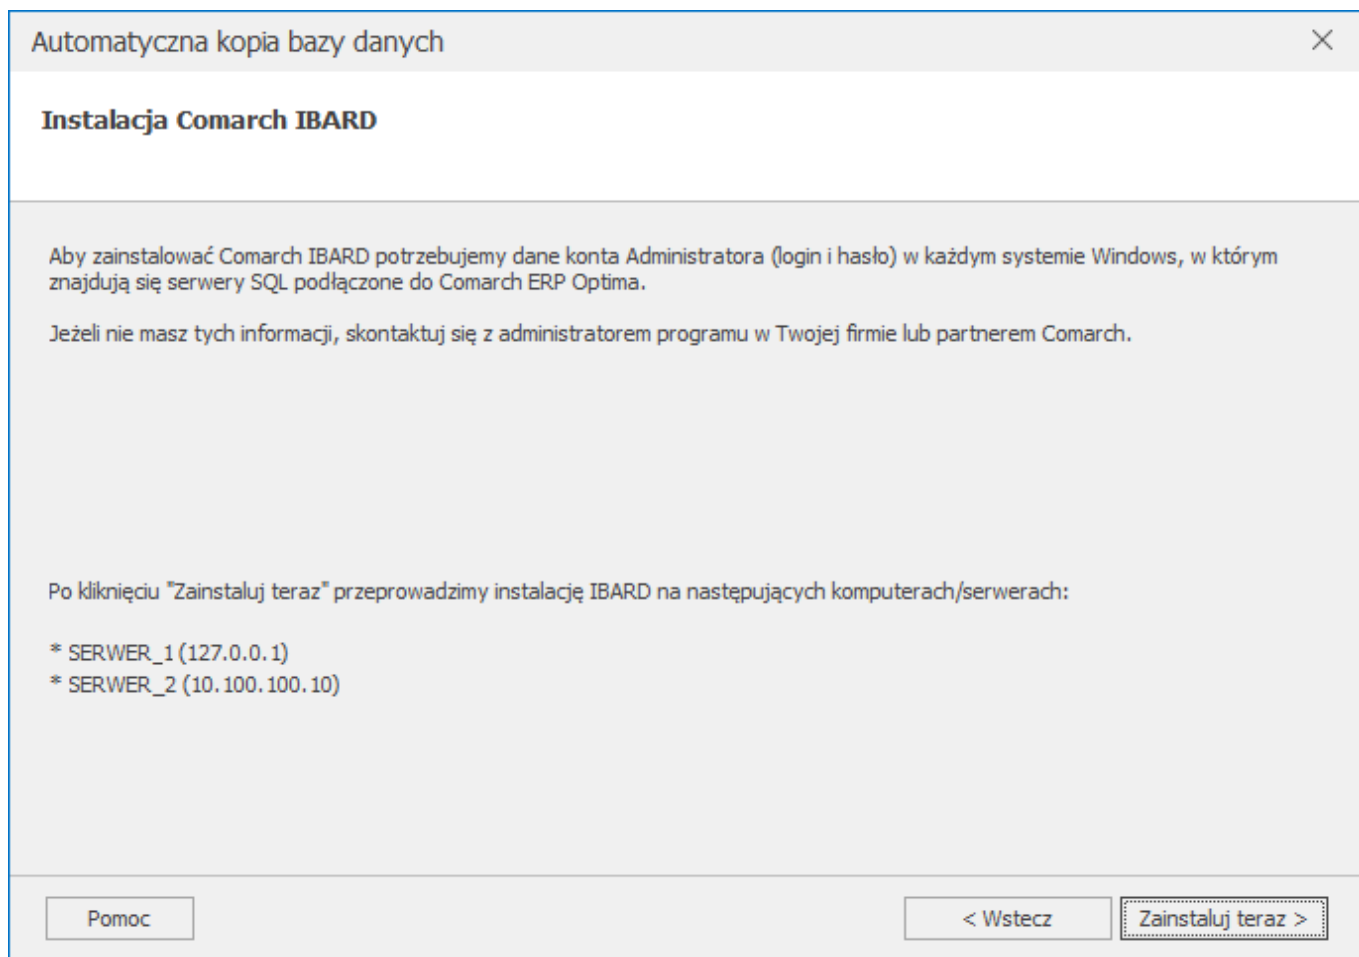 Automatyczna kopia bazy danych
Instalacja Comarch IBARD
Aby zainstalować Comarch IBARD potrzebujemy dane konta Administratora (login i hasło) w każdym systemie Windows, w którym
znajdują się serwery SQL podłączone do Comarch ERP Optima.
Jeżeli nie masz tych informacji, skontaktuj się z administratorem programu w Twojej firmie lub partnerem Comarch.
Po kliknięciu "Zainstaluj teraz" przeprowadzimy instalację IBARD na następujących komputerach/serwerach:
* SERWER_1 (127.0.0.1)
* SERWER_2 (10.100.100.10)
Pomoc
< Wstecz
Zainstaluj teraz >